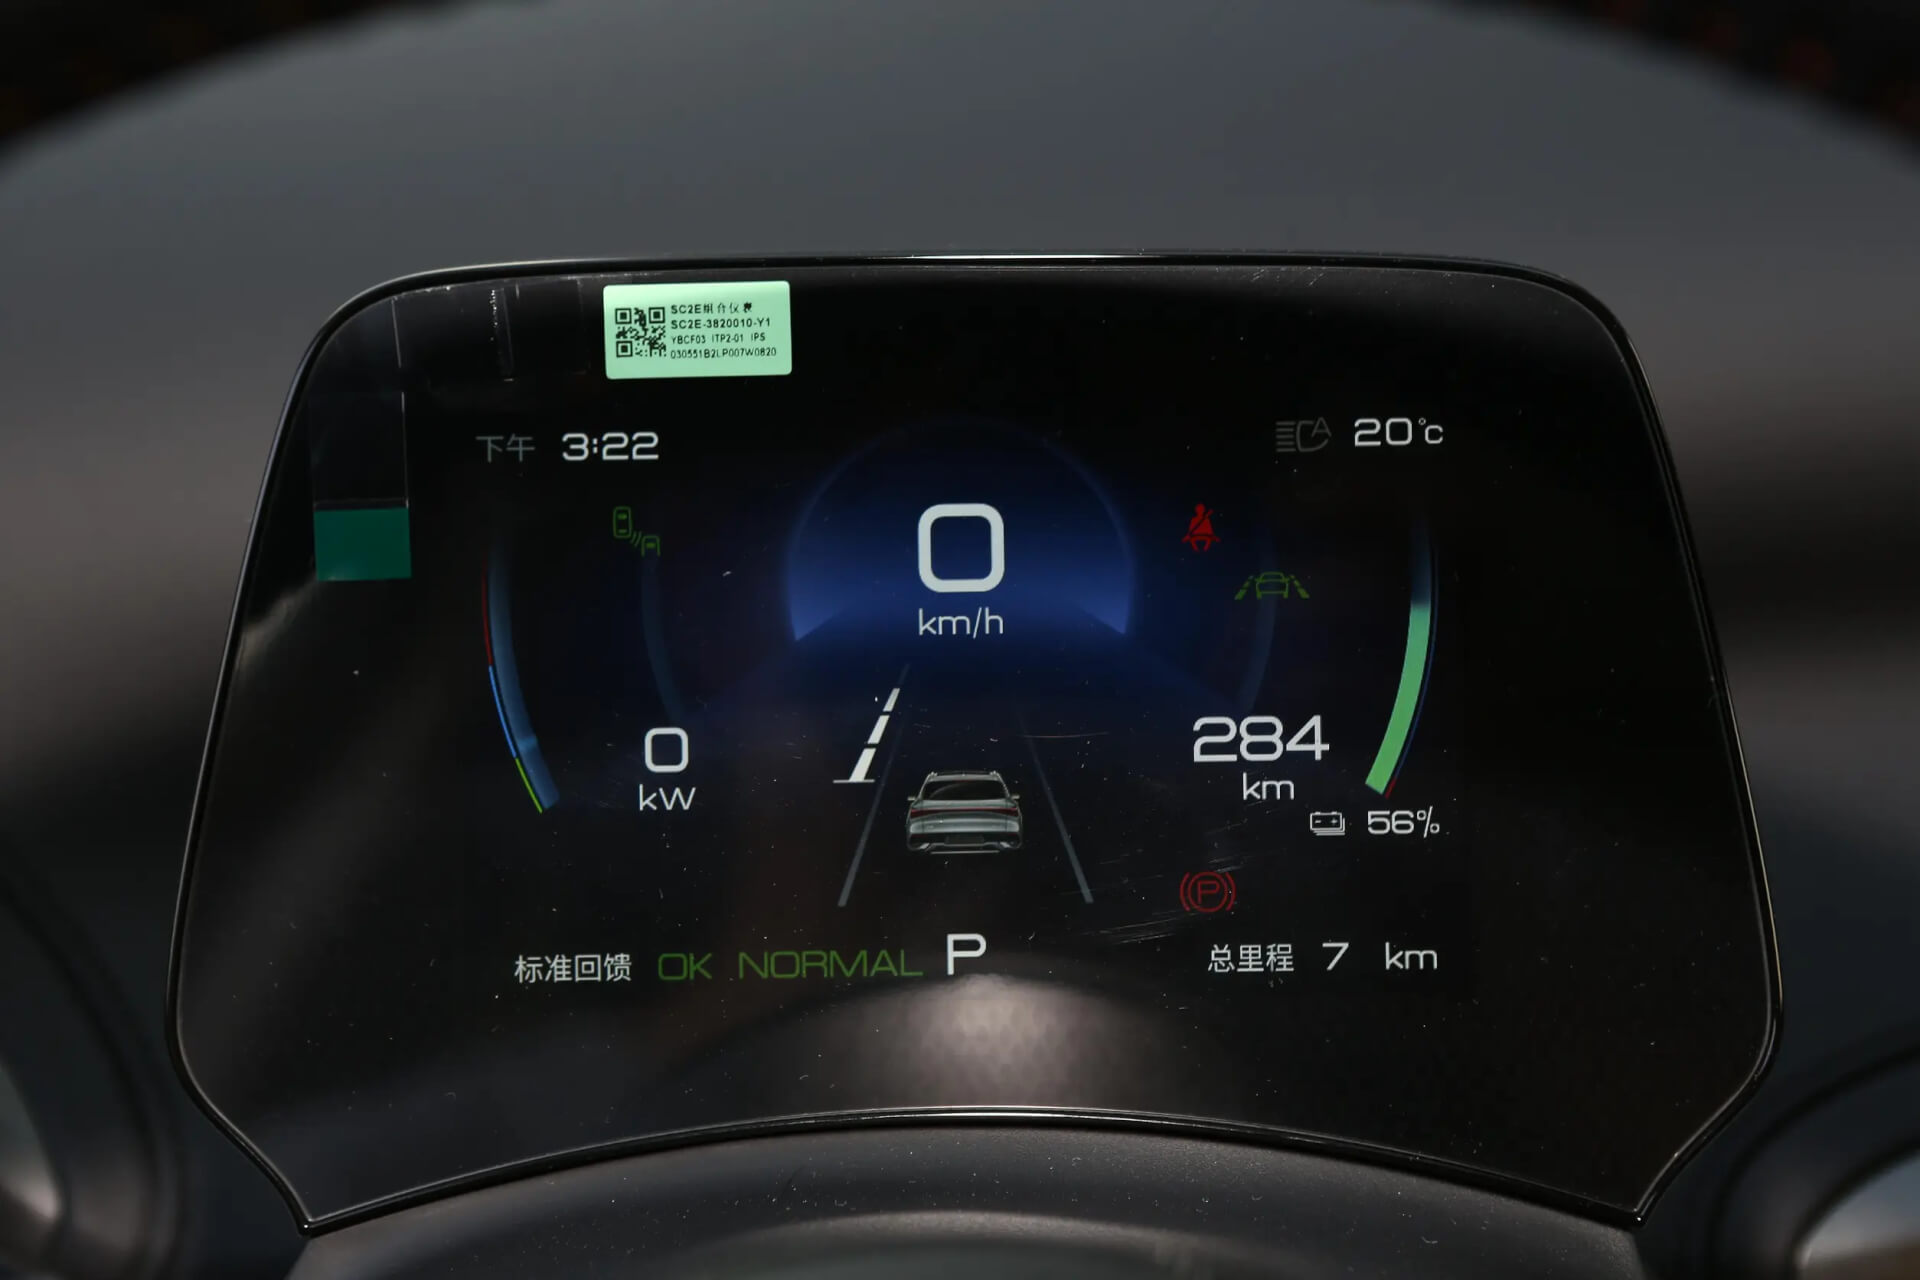 SC2E组合仪表
SC2E-3820010-Y1
YBCF03 ITP2-01 IPS
030551B2LP007W0820
下午 3:22
A 20°C
0
km/h
0
kW
284
km
56%
P
标准回馈 OK NORMAL P
总里程 7 km